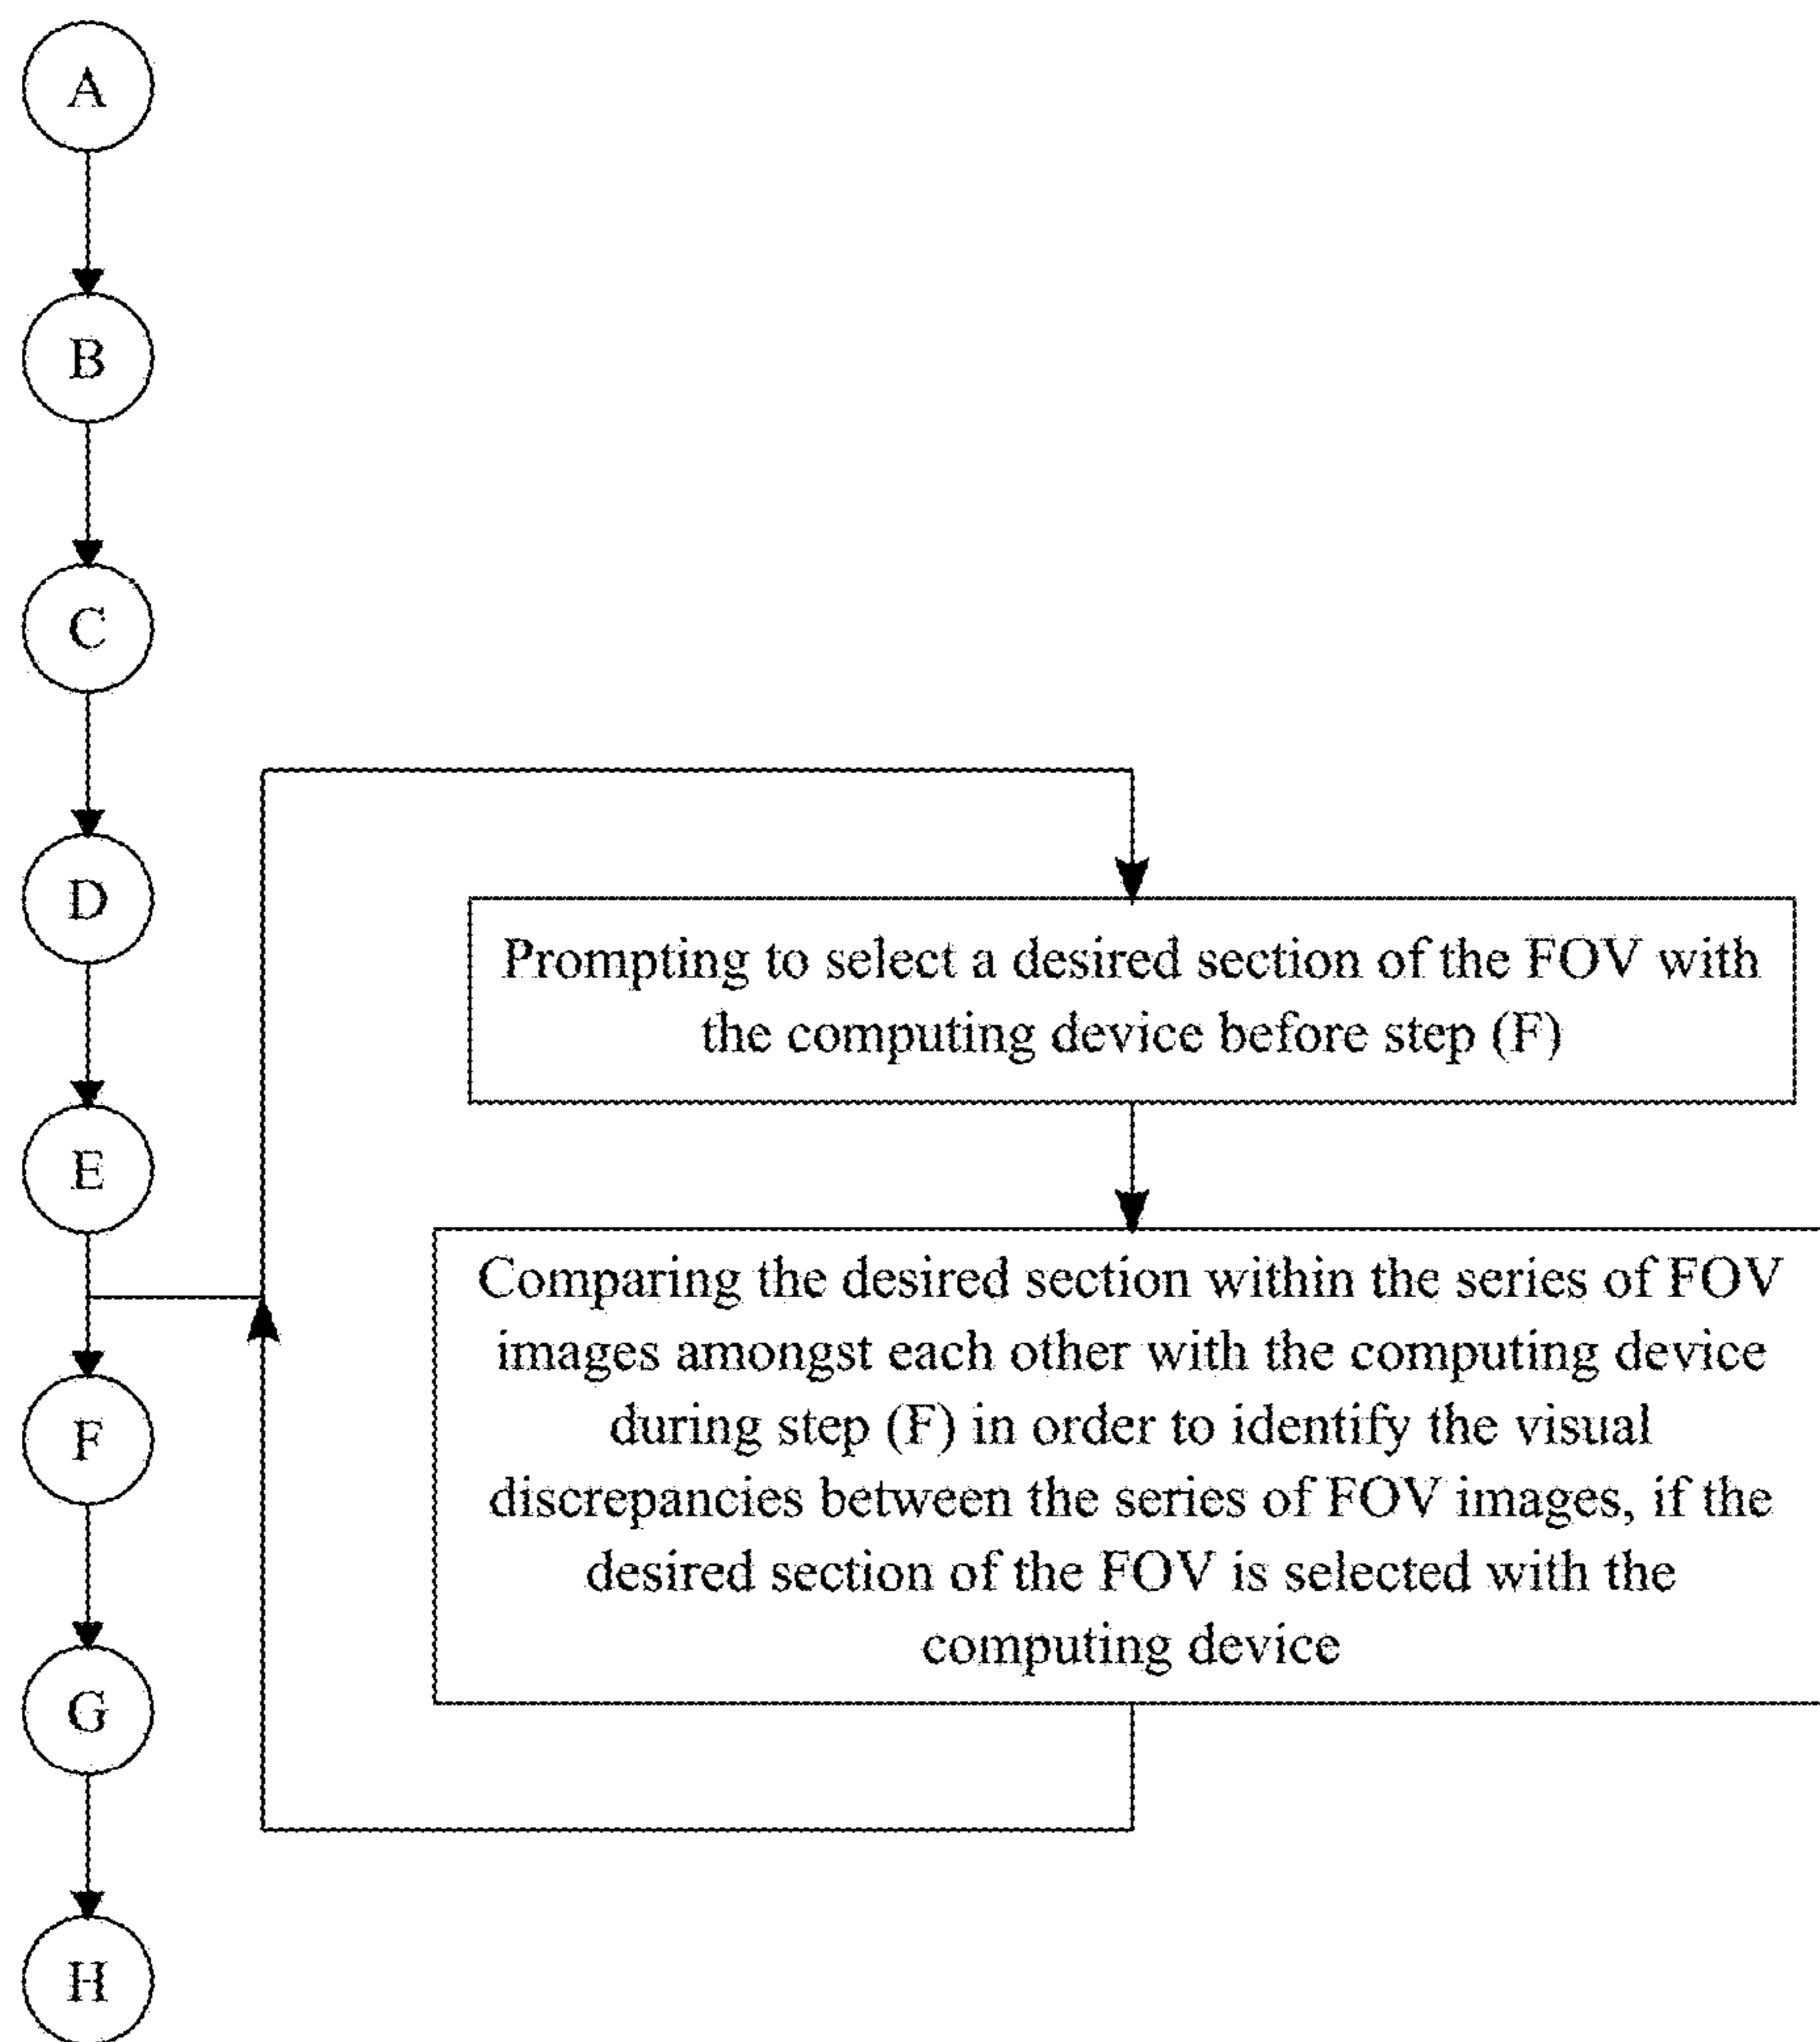 A
B
C
D
E
F
G
H
Prompting to select a desired section of the FOV with
the computing device before step (F)
Comparing the desired section within the series of FOV
images amongst each other with the computing device
during step (F) in order to identify the visual
discrepancies between the series of FOV images, if the
desired section of the FOV is selected with the
computing device